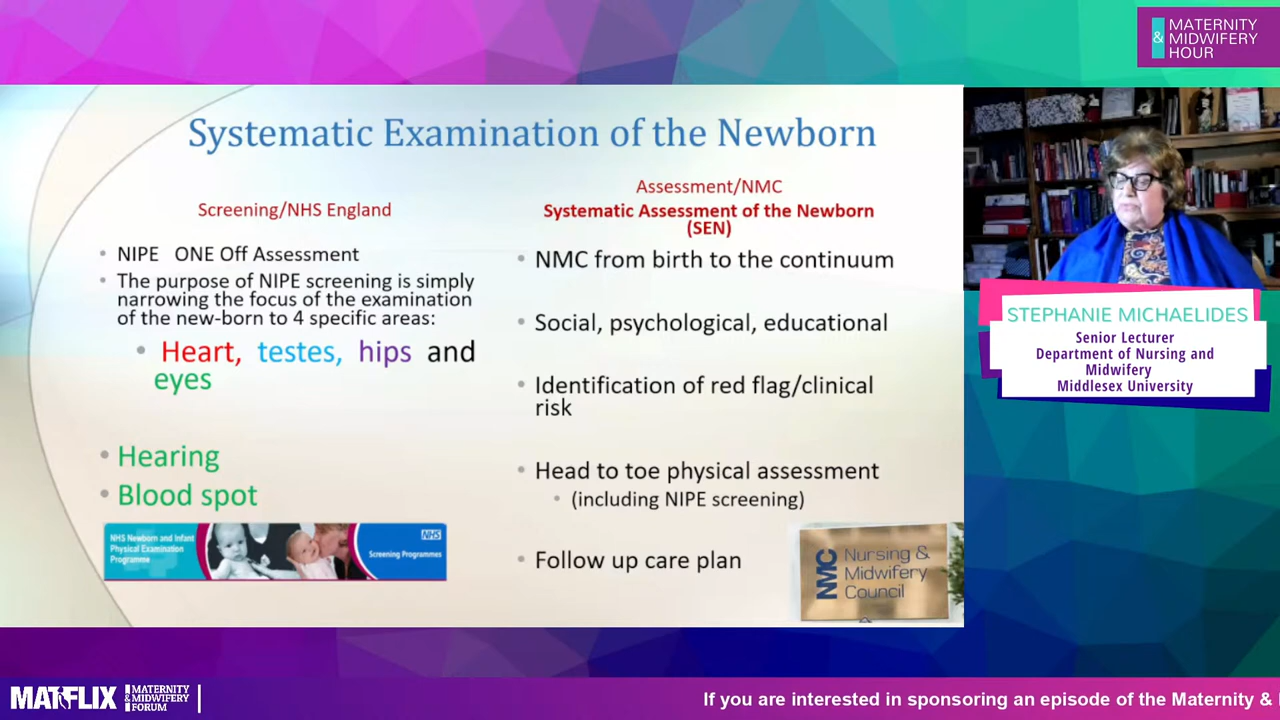 MATERNITY
& MIDWIFERY
HOUR
Systematic Examination of the Newborn
Screening/NHS England
• NIPE ONE Off Assessment
• The purpose of NIPE screening is simply
narrowing the focus of the examination
of the new-born to 4 specific areas:
• Heart, testes, hips and
eyes
• Hearing
• Blood spot
NHS Newborn and Infant
Physical Examination
Programme
NHS
Screening Programmes
Assessment/NMC
Systematic Assessment of the Newborn
(SEN)
• NMC from birth to the continuum
• Social, psychological, educational
• Identification of red flag/clinical
risk
• Head to toe physical assessment
• (including NIPE screening)
• Follow up care plan
NMC
Nursing &
Midwifery
Council
STEPHANIE MICHAELIDES
Senior Lecturer
Department of Nursing and
Midwifery
Middlesex University
MATFLIX
MATERNITY
& MIDWIFERY
FORUM
If you are interested in sponsoring an episode of the Maternity &